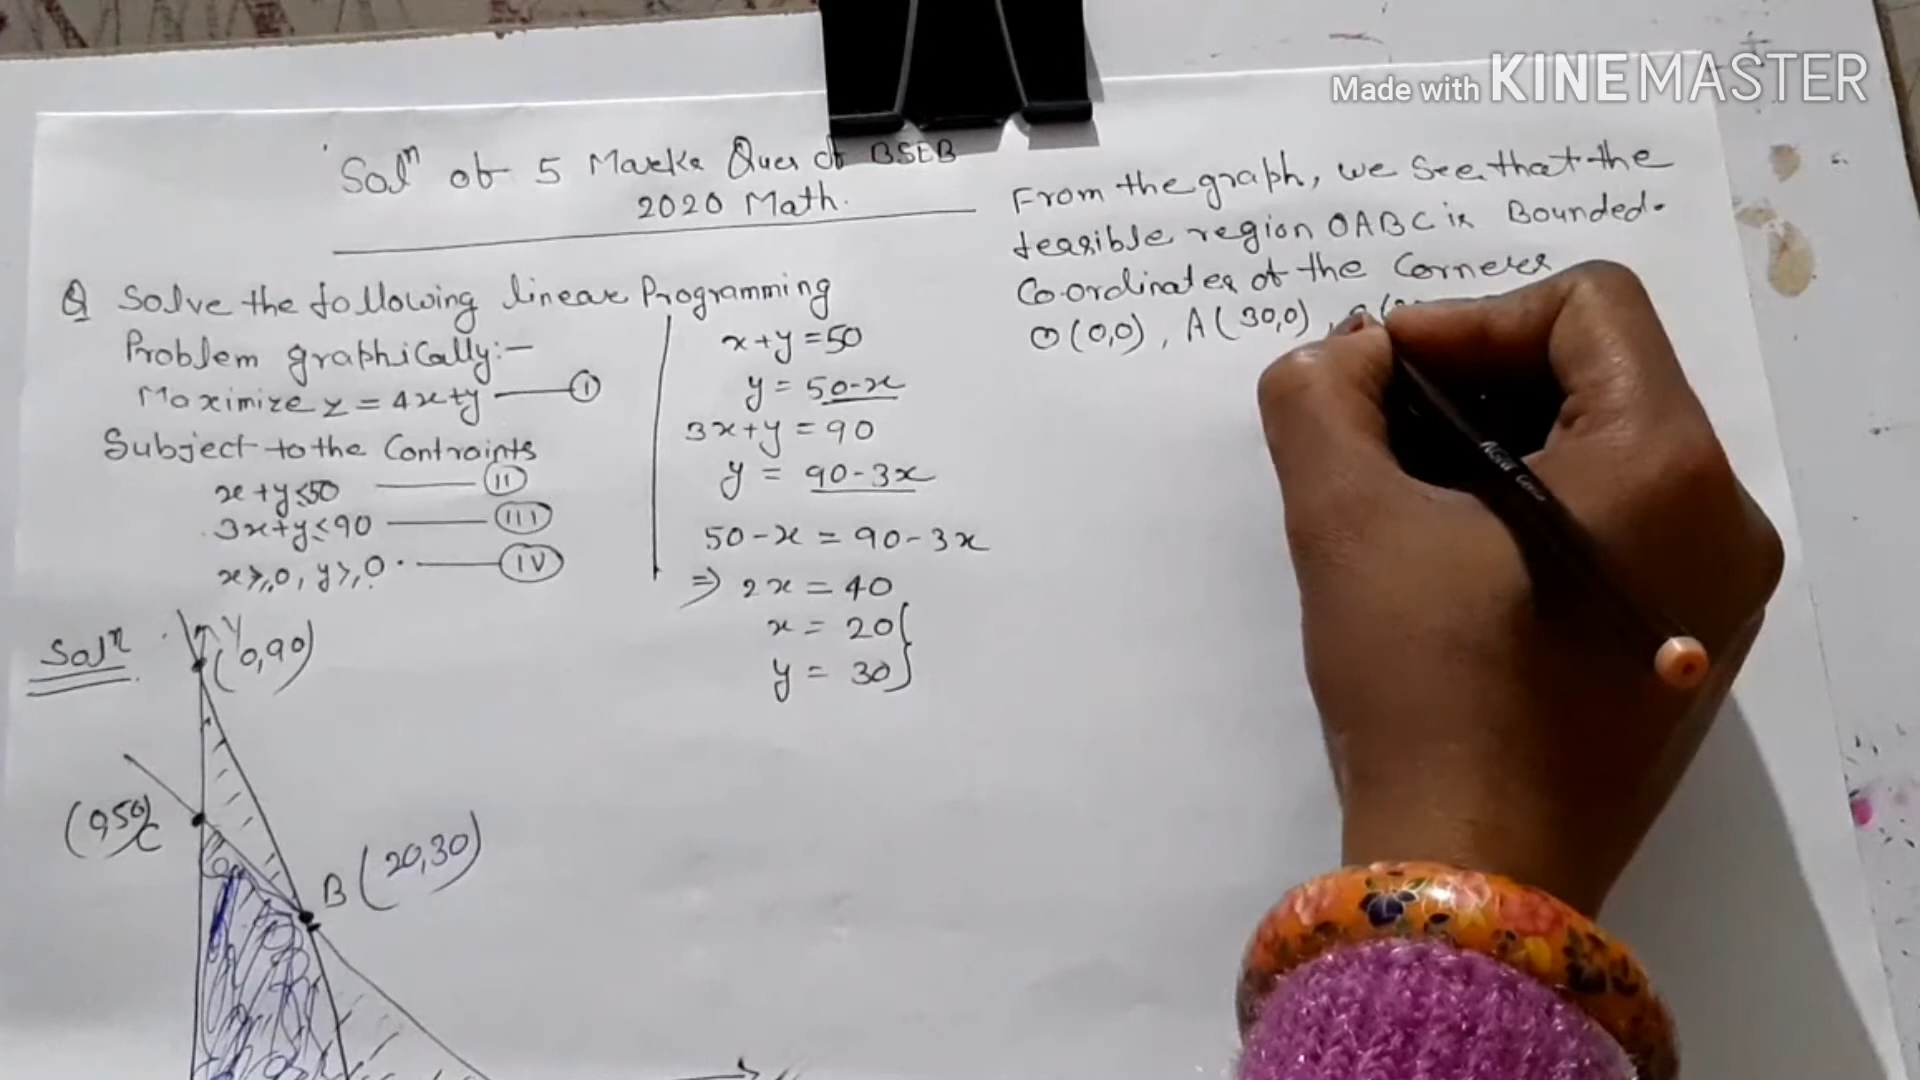 Made with KINEMASTER
Solⁿ of 5 Marks Ques of BSEB
2020 Math.
Q Solve the following linear Programming
Problem graphically:-
Maximize z = 4x+y — I
Subject to the Contraints
x+y≤50 — II
3x+y≤90 — III
x≥0, y≥0. — IV
x+y=50
y = 50-x
3x+y = 90
y = 90-3x
50-x = 90-3x
⇒ 2x = 40
x = 20
y = 30
Solⁿ
Y
(0,90)
(0,50) C
B (20,30)
From the graph, we see that the
feasible region OABC is Bounded.
Co-ordinates of the Corners
O(0,0), A(30,0),